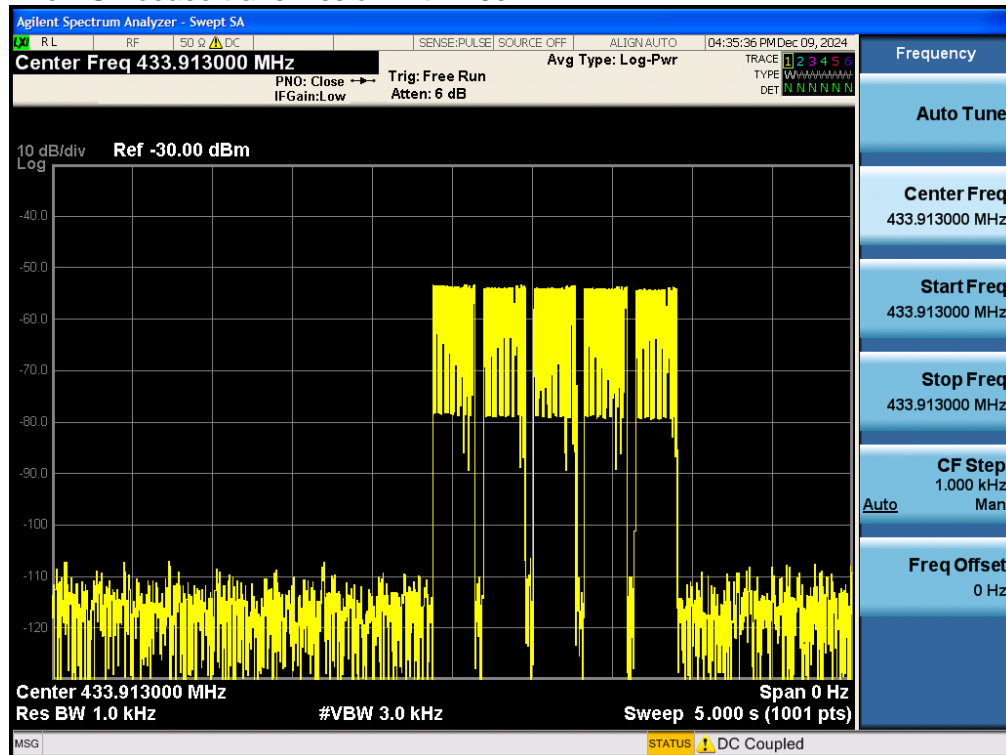 Agilent Spectrum Analyzer - Swept SA
LXI RL RF 50 Ω DC SENSE:PULSE SOURCE OFF ALIGN AUTO 04:35:36 PM Dec 09, 2024
Center Freq 433.913000 MHz
PNO: Close
IFGain:Low
Trig: Free Run
Atten: 6 dB
Avg Type: Log-Pwr
TRACE 1 2 3 4 5 6
TYPE WWWWWW
DET N N N N N N
10 dB/div Ref -30.00 dBm
Log
-40.0
-50.0
-60.0
-70.0
-80.0
-90.0
-100
-110
-120
Center 433.913000 MHz Span 0 Hz
Res BW 1.0 kHz #VBW 3.0 kHz Sweep 5.000 s (1001 pts)
MSG STATUS DC Coupled
Frequency
Auto Tune
Center Freq
433.913000 MHz
Start Freq
433.913000 MHz
Stop Freq
433.913000 MHz
CF Step
1.000 kHz
Auto Man
Freq Offset
0 Hz